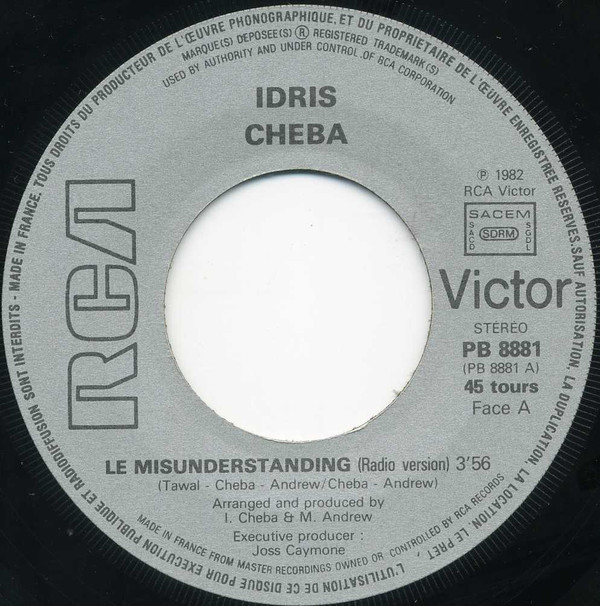 MADE IN FRANCE. TOUS DROITS DU PRODUCTEUR DE L'ŒUVRE PHONOGRAPHIQUE, ET DU PROPRIETAIRE DE L'ŒUVRE ENREGISTREE RESERVES. SAUF AUTORISATION, LA DUPLICATION, LA LOCATION, LE PRET, L'UTILISATION DE CE DISQUE POUR EXECUTION PUBLIQUE ET RADIODIFFUSION SONT INTERDITS -
MARQUE(S) DEPOSEE(S) ® REGISTERED TRADEMARK(S)
USED BY AUTHORITY AND UNDER CONTROL .OF RCA CORPORATION
IDRIS
CHEBA
℗ 1982
RCA Victor
SACEM
SACD
SDRM
SGDL
RCA
Victor
STÉRÉO
PB 8881
(PB 8881 A)
45 tours
Face A
LE MISUNDERSTANDING (Radio version) 3'56
(Tawal - Cheba - Andrew/Cheba - Andrew)
Arranged and produced by
I. Cheba & M. Andrew
Executive producer :
Joss Caymone
MADE IN FRANCE FROM MASTER RECORDINGS OWNED OR CONTROLLED BY RCA RECORDS